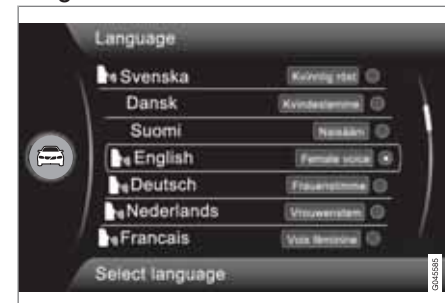 Language
Svenska Kvinnlig röst
Dansk Kvindestemme
Suomi Naisääni
English Female voice
Deutsch Frauenstimme
Nederlands Vrouwenstem
Francais Voix féminine
Select language
G045585